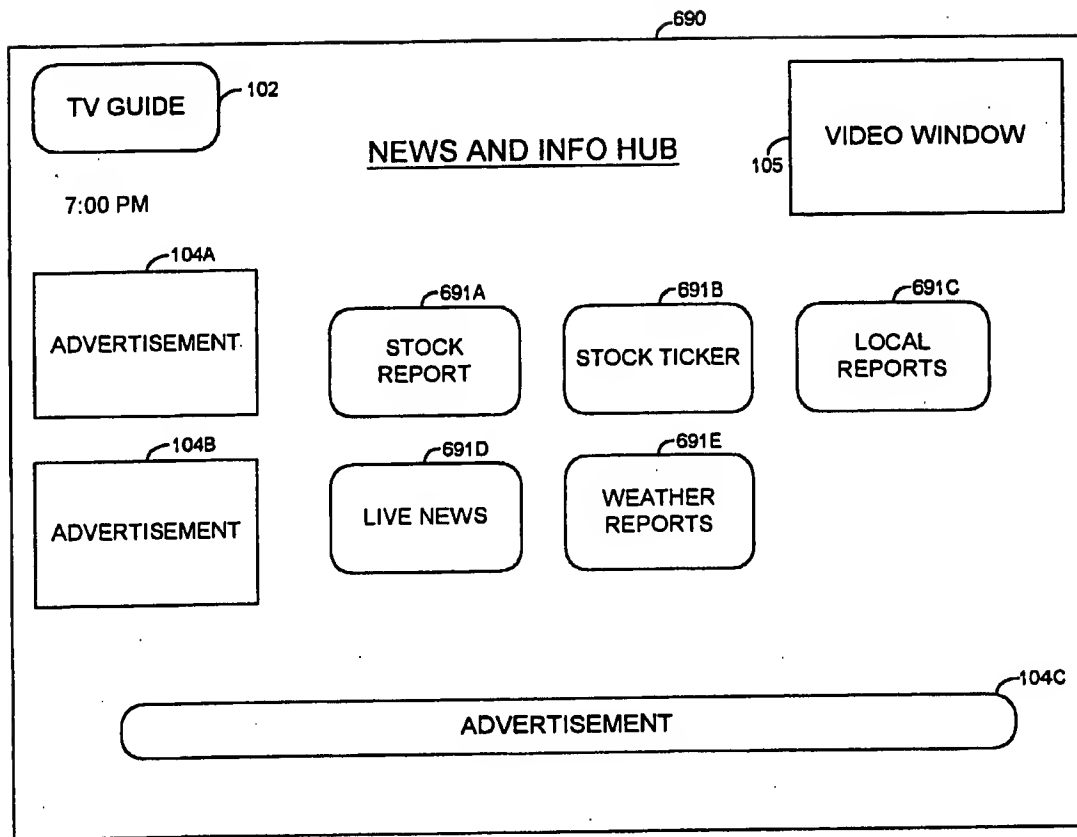 690
TV GUIDE
102
NEWS AND INFO HUB
105
VIDEO WINDOW
7:00 PM
104A
ADVERTISEMENT
691A
STOCK
REPORT
691B
STOCK TICKER
691C
LOCAL
REPORTS
104B
ADVERTISEMENT
691D
LIVE NEWS
691E
WEATHER
REPORTS
104C
ADVERTISEMENT